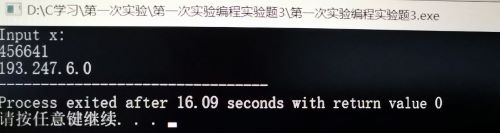 D:\C学习\第一次实验\第一次实验编程实验题3\第一次实验编程实验题3.exe
Input x:
456641
193.247.6.0
--------------------------------
Process exited after 16.09 seconds with return value 0
请按任意键继续. . .